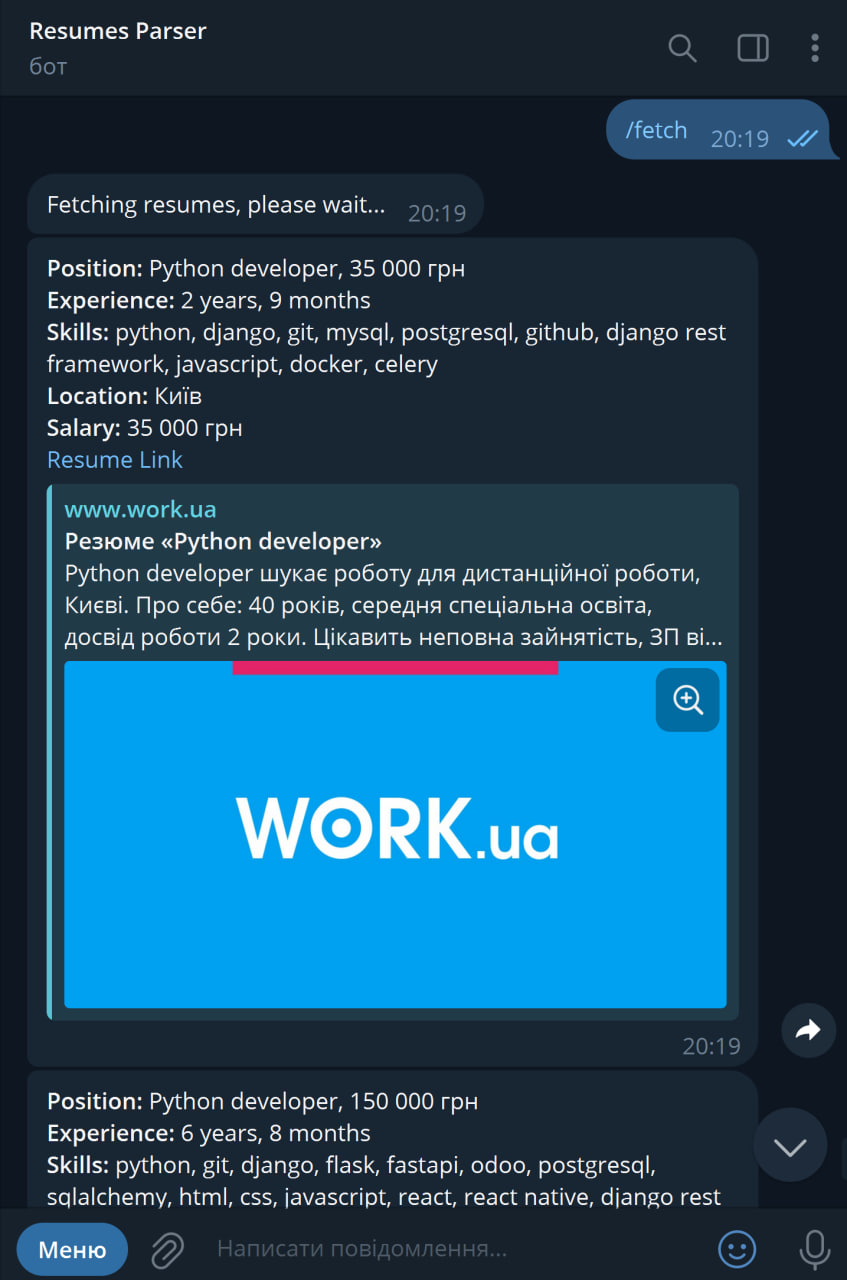 Resumes Parser
бот
/fetch 20:19
Fetching resumes, please wait... 20:19
Position: Python developer, 35 000 грн
Experience: 2 years, 9 months
Skills: python, django, git, mysql, postgresql, github, django rest
framework, javascript, docker, celery
Location: Київ
Salary: 35 000 грн
Resume Link
www.work.ua
Резюме «Python developer»
Python developer шукає роботу для дистанційної роботи,
Києві. Про себе: 40 років, середня спеціальна освіта,
досвід роботи 2 роки. Цікавить неповна зайнятість, ЗП ві...
WORK.ua
20:19
Position: Python developer, 150 000 грн
Experience: 6 years, 8 months
Skills: python, git, django, flask, fastapi, odoo, postgresql,
sqlalchemy, html, css, javascript, react, react native, django rest
Меню
Написати повідомлення...